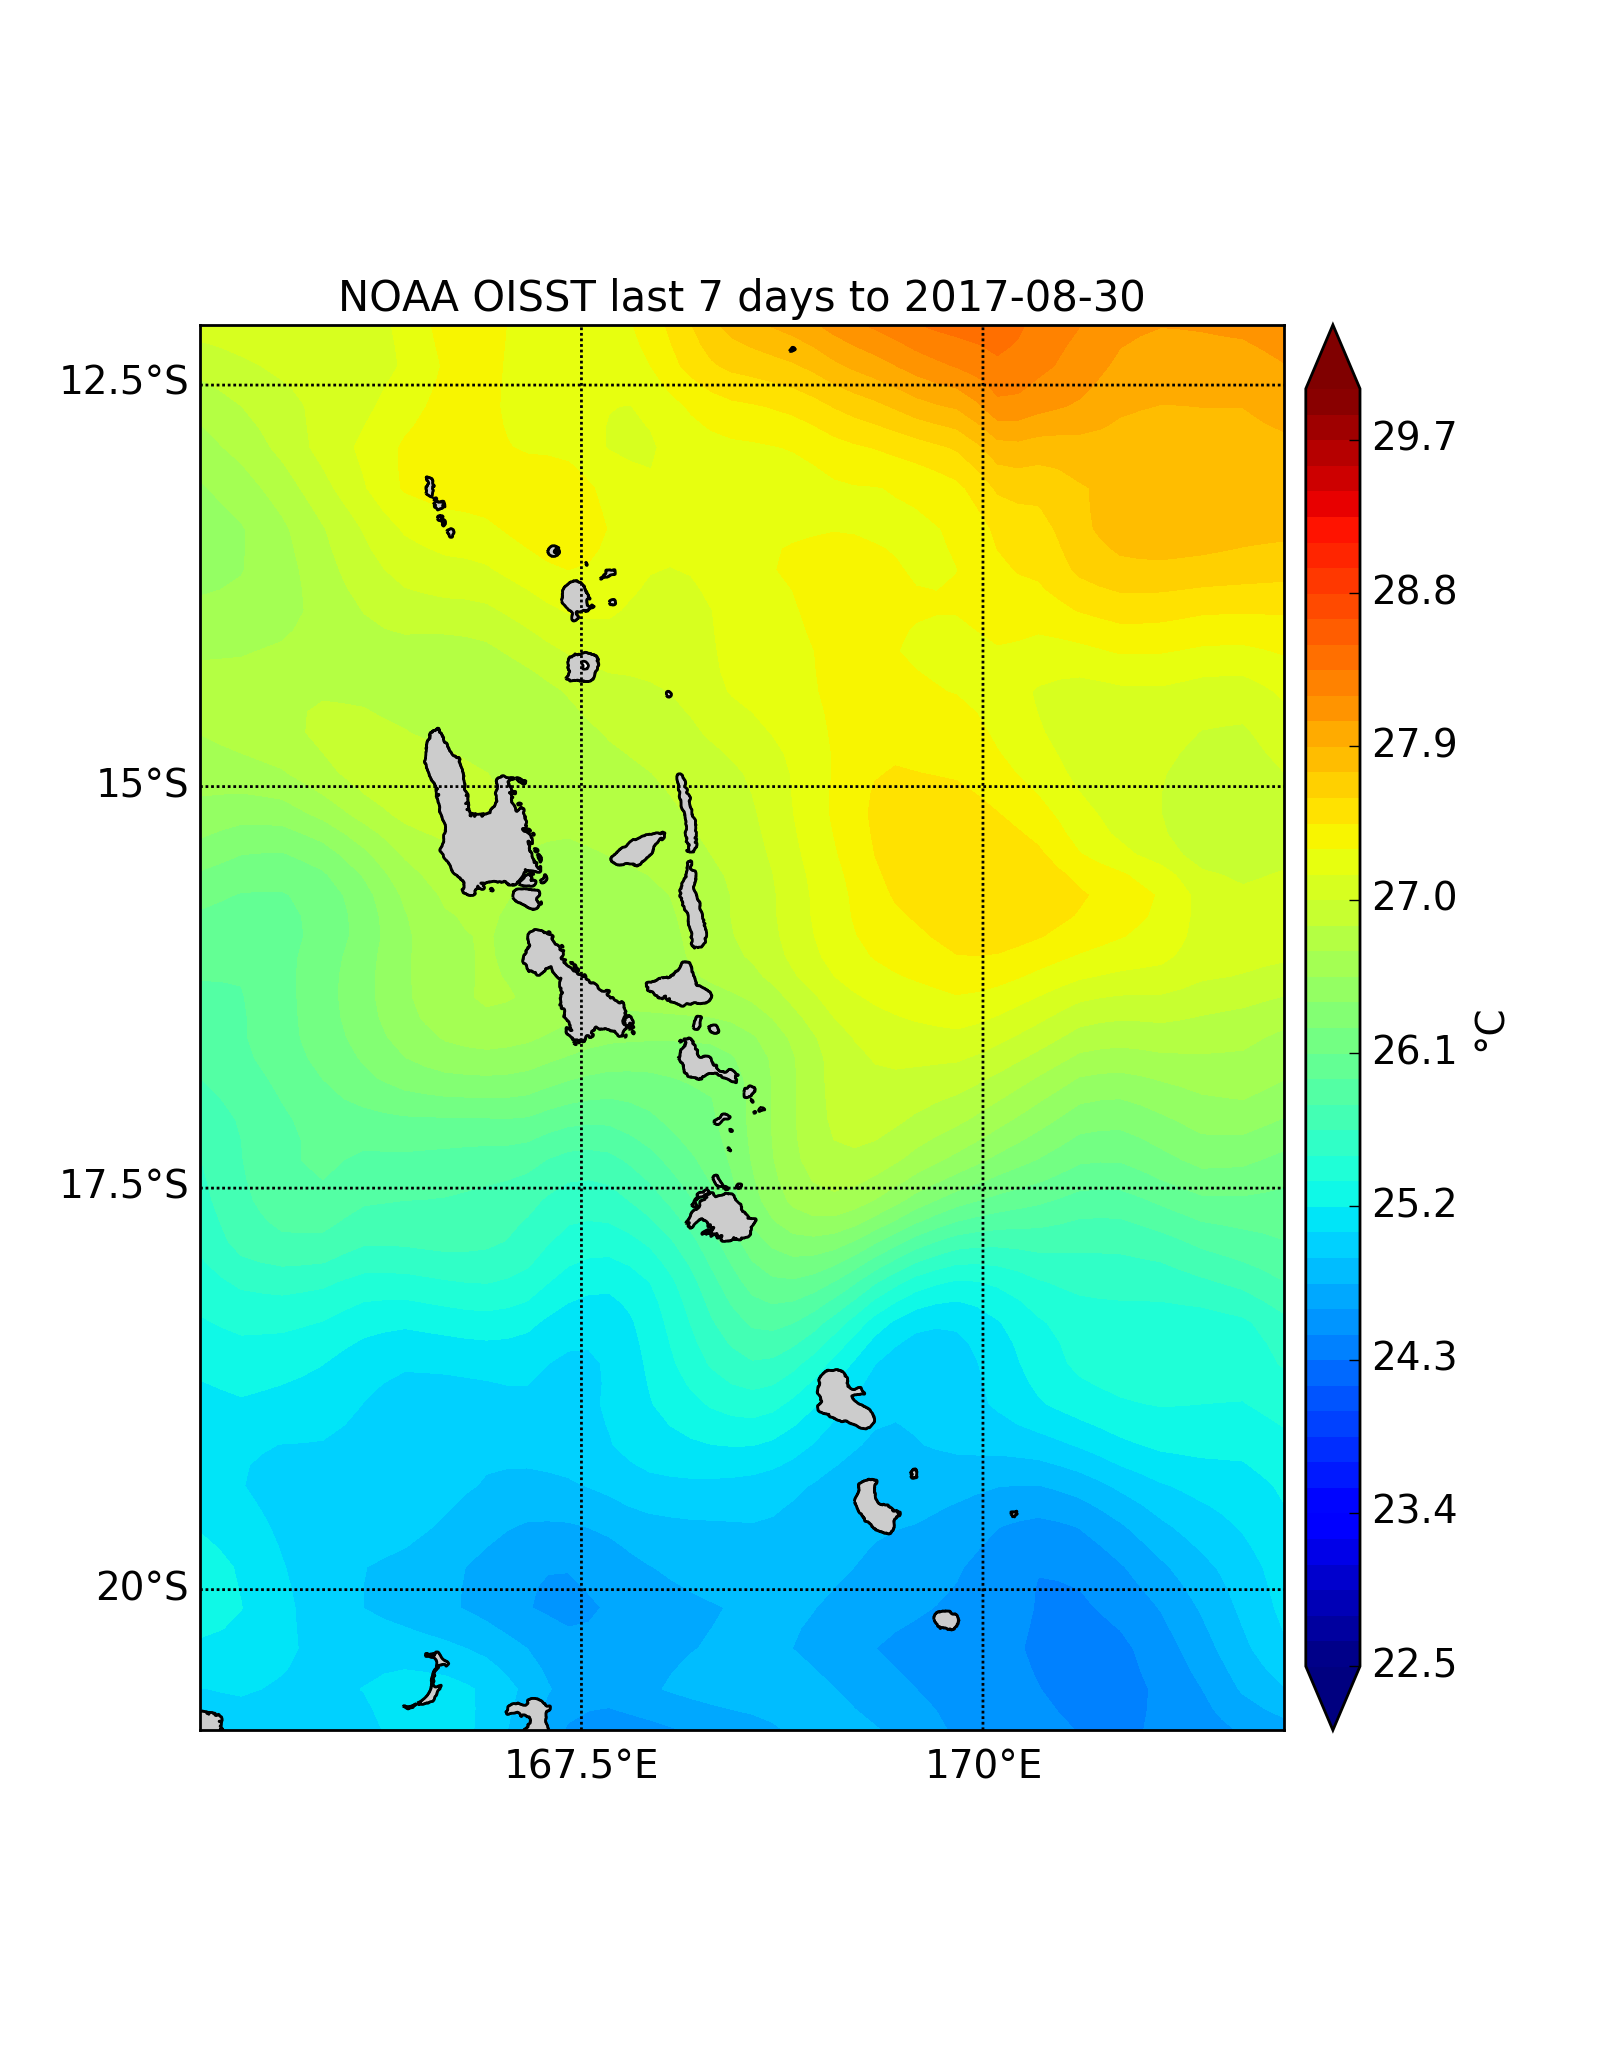 NOAA OISST last 7 days to 2017-08-30
12.5°S
15°S
17.5°S
20°S
167.5°E
170°E
29.7
28.8
27.9
27.0
26.1
25.2
24.3
23.4
22.5
°C